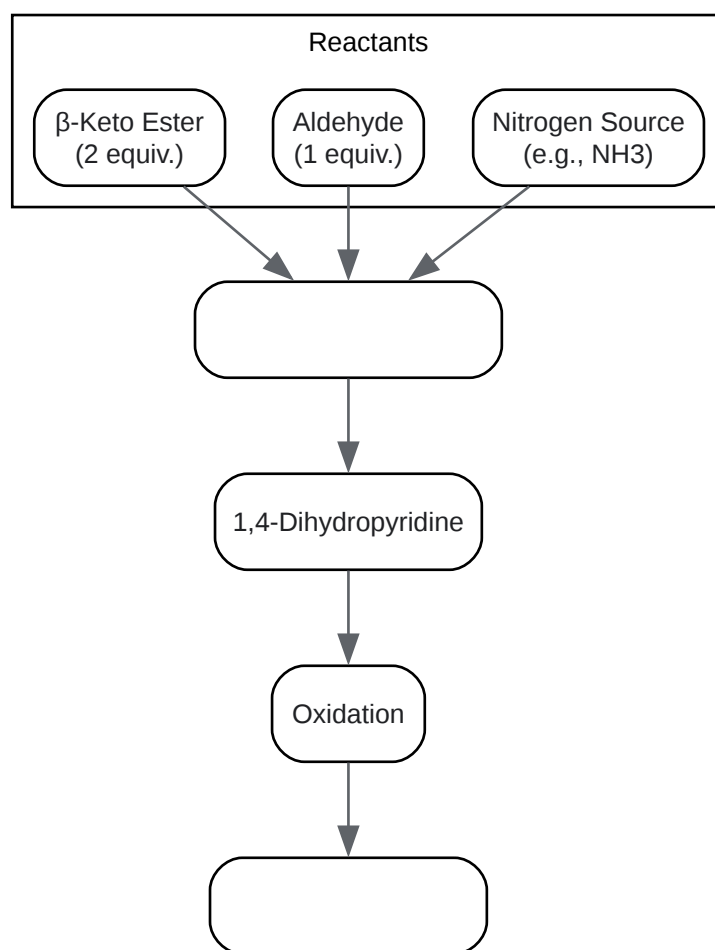 Reactants
β-Keto Ester
(2 equiv.)
Aldehyde
(1 equiv.)
Nitrogen Source
(e.g., NH3)
1,4-Dihydropyridine
Oxidation